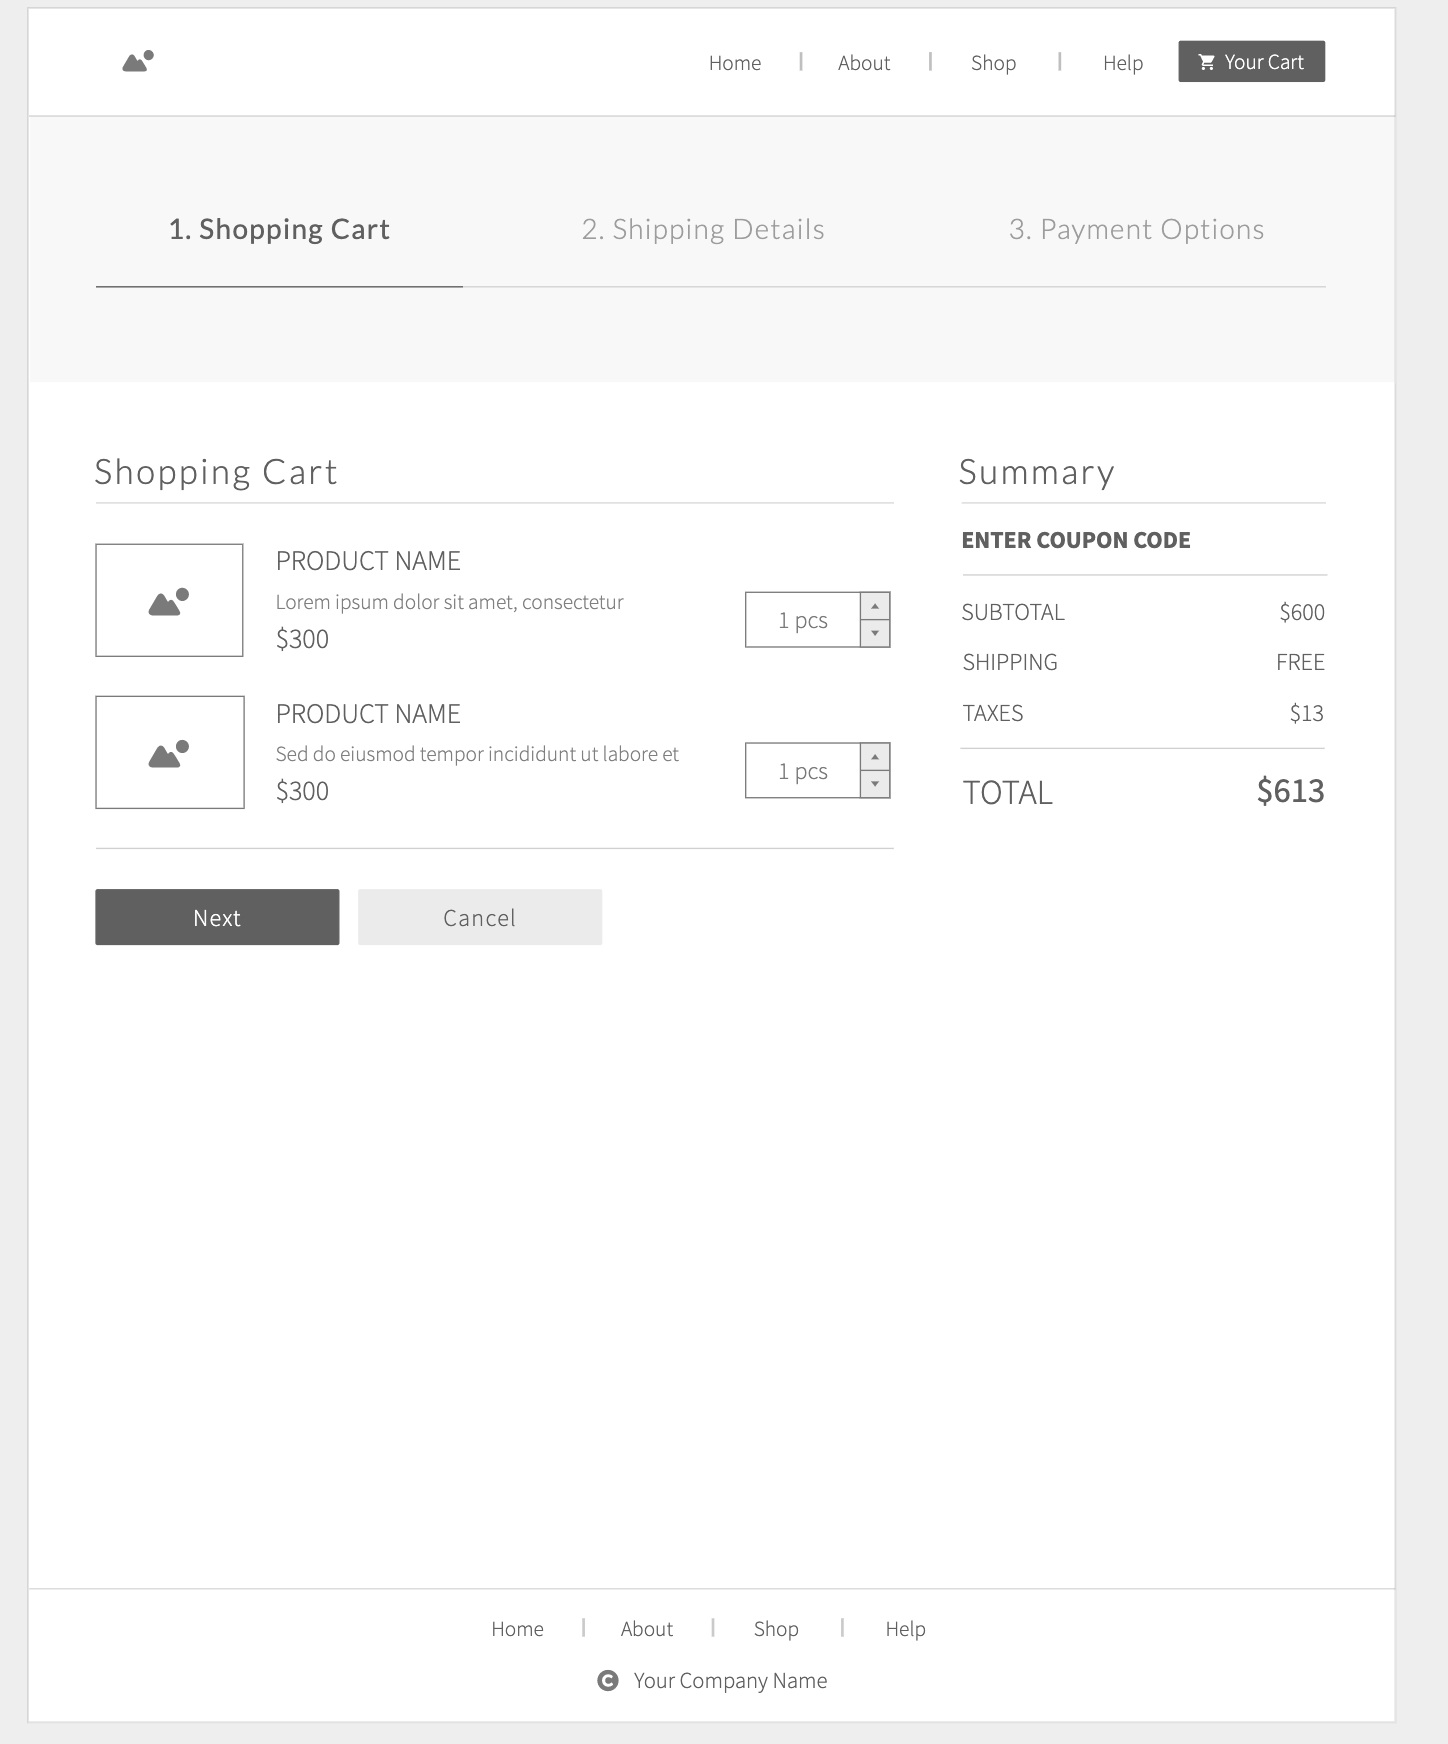 Home | About | Shop | Help Your Cart
1. Shopping Cart 2. Shipping Details 3. Payment Options
Shopping Cart
PRODUCT NAME
Lorem ipsum dolor sit amet, consectetur
$300
1 pcs
PRODUCT NAME
Sed do eiusmod tempor incididunt ut labore et
$300
1 pcs
Next Cancel
Summary
ENTER COUPON CODE
SUBTOTAL $600
SHIPPING FREE
TAXES $13
TOTAL $613
Home | About | Shop | Help
© Your Company Name